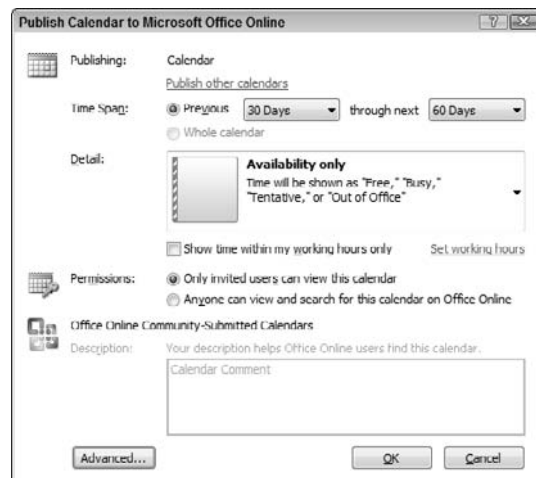 Publish Calendar to Microsoft Office Online
Publishing: Calendar
Publish other calendars
Time Span: Previous 30 Days through next 60 Days
Whole calendar
Detail: Availability only
Time will be shown as "Free," "Busy,"
"Tentative," or "Out of Office"
Show time within my working hours only Set working hours
Permissions: Only invited users can view this calendar
Anyone can view and search for this calendar on Office Online
Office Online Community-Submitted Calendars
Description: Your description helps Office Online users find this calendar.
Calendar Comment
Advanced... OK Cancel